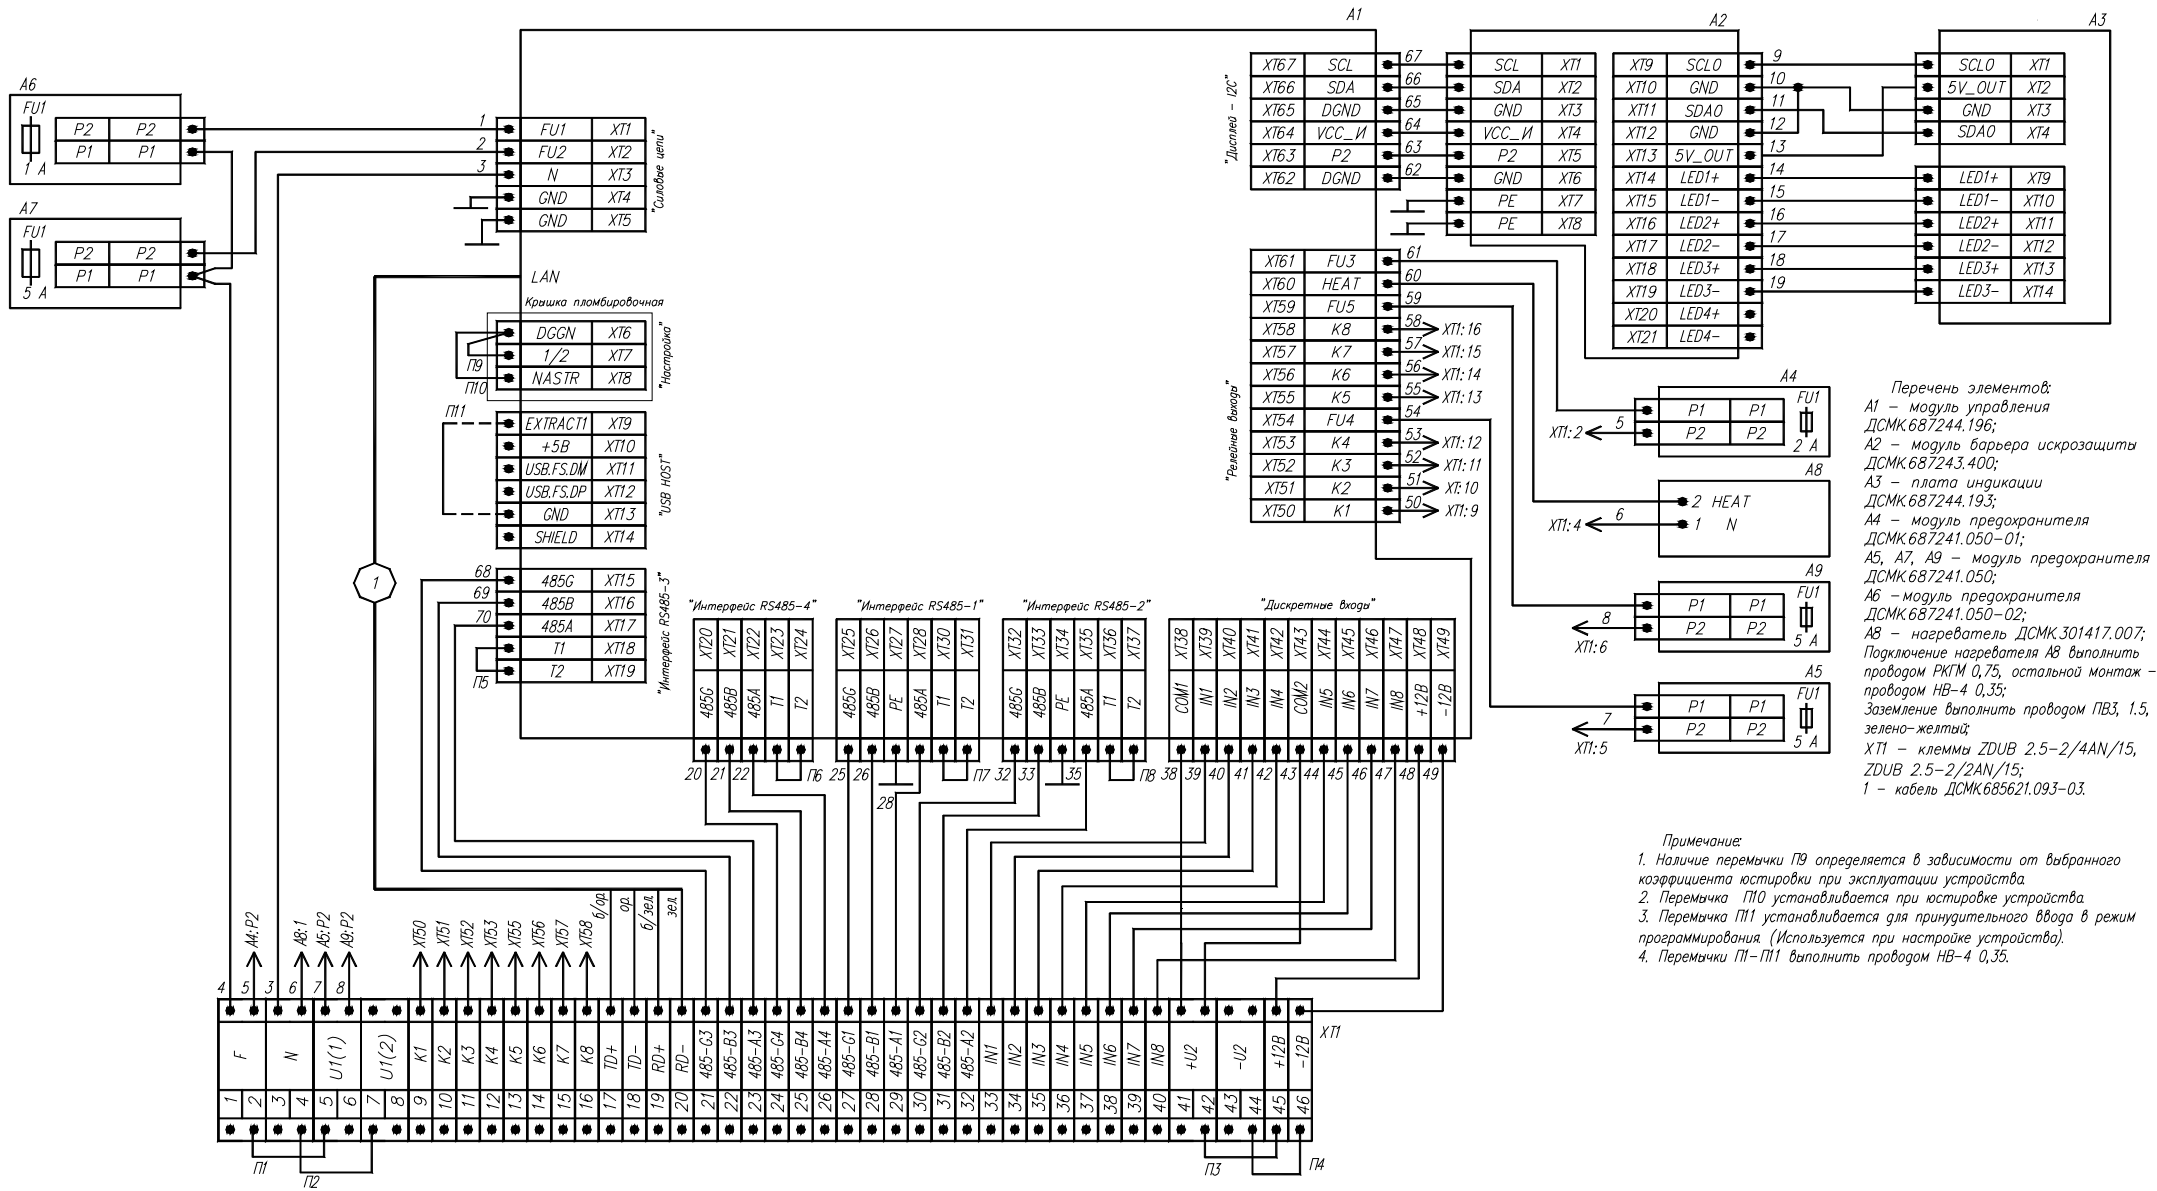 A1
A2
A3
A6
FU1
1 А
P2 P2
P1 P1
A7
FU1
5 А
P2 P2
P1 P1
1
2
3
FU1 XT1
FU2 XT2
N XT3
GND XT4
GND XT5
"Силовые цепи"
LAN
Крышка пломбировочная
DGGN XT6
1/2 XT7
NASTR XT8
"Настройка"
П9
П10
П11
EXTRACT1 XT9
+5В XT10
USB.FS.DM XT11
USB.FS.DP XT12
GND XT13
SHIELD XT14
"USB HOST"
1
68
69
70
485G XT15
485B XT16
485A XT17
T1 XT18
T2 XT19
П5
"Интерфейс RS485-3"
"Интерфейс RS485-4"
XT20 XT21 XT22 XT23 XT24
485G 485B 485A T1 T2
20 21 22 П6
"Интерфейс RS485-1"
XT25 XT26 XT27 XT28 XT30 XT31
485G 485B PE 485A T1 T2
25 26 28 П7
"Интерфейс RS485-2"
XT32 XT33 XT34 XT35 XT36 XT37
485G 485B PE 485A T1 T2
32 33 35 П8
"Дискретные входы"
XT38 XT39 XT40 XT41 XT42 XT43 XT44 XT45 XT46 XT47 XT48 XT49
COM1 IN1 IN2 IN3 IN4 COM2 IN5 IN6 IN7 IN8 +12В -12В
38 39 40 41 42 43 44 45 46 47 48 49
"Дисплей - I2C"
XT67 SCL 67
XT66 SDA 66
XT65 DGND 65
XT64 VCC_И 64
XT63 P2 63
XT62 DGND 62
"Релейные выходы"
XT61 FU3 61
XT60 HEAT 60
XT59 FU5 59
XT58 K8 58 XT1:16
XT57 K7 57 XT1:15
XT56 K6 56 XT1:14
XT55 K5 55 XT1:13
XT54 FU4 54
XT53 K4 53 XT1:12
XT52 K3 52 XT1:11
XT51 K2 51 XT:10
XT50 K1 50 XT1:9
SCL XT1
SDA XT2
GND XT3
VCC_И XT4
P2 XT5
GND XT6
PE XT7
PE XT8
XT9 SCL0 9
XT10 GND 10
XT11 SDA0 11
XT12 GND 12
XT13 5V_OUT 13
XT14 LED1+ 14
XT15 LED1- 15
XT16 LED2+ 16
XT17 LED2- 17
XT18 LED3+ 18
XT19 LED3- 19
XT20 LED4+
XT21 LED4-
SCL0 XT1
5V_OUT XT2
GND XT3
SDA0 XT4
LED1+ XT9
LED1- XT10
LED2+ XT11
LED2- XT12
LED3+ XT13
LED3- XT14
A4
P1 P1 FU1
5 P2 P2 2 А
XT1:2
A8
2 HEAT
6 1 N
XT1:4
A9
P1 P1 FU1
8 P2 P2 5 А
XT1:6
A5
P1 P1 FU1
7 P2 P2 5 А
XT1:5
Перечень элементов:
А1 - модуль управления
ДСМК.687244.196;
А2 - модуль барьера искрозащиты
ДСМК.687243.400;
А3 - плата индикации
ДСМК.687244.193;
А4 - модуль предохранителя
ДСМК.687241.050-01;
А5, А7, А9 - модуль предохранителя
ДСМК.687241.050;
А6 -модуль предохранителя
ДСМК.687241.050-02;
А8 - нагреватель ДСМК.301417.007;
Подключение нагревателя А8 выполнить
проводом РКГМ 0,75, остальной монтаж -
проводом НВ-4 0,35;
Заземление выполнить проводом ПВ3, 1.5,
зелено-желтый;
XT1 - клеммы ZDUB 2.5-2/4AN/15,
ZDUB 2.5-2/2AN/15;
1 - кабель ДСМК.685621.093-03.
Примечание:
1. Наличие перемычки П9 определяется в зависимости от выбранного
коэффициента юстировки при эксплуатации устройства.
2. Перемычка П10 устанавливается при юстировке устройства.
3. Перемычка П11 устанавливается для принудительного ввода в режим
программирования. (Используется при настройке устройства).
4. Перемычки П1-П11 выполнить проводом НВ-4 0,35.
A4:P2 A8:1 A5:P2 A9:P2 XT50 XT51 XT52 XT53 XT55 XT56 XT57 XT58 б/ор. ор. б/зел. зел.
4 5 3 6 7 8
XT1
F N U1(1) U1(2) K1 K2 K3 K4 K5 K6 K7 K8 TD+ TD- RD+ RD- 485-G3 485-B3 485-A3 485-G4 485-B4 485-A4 485-G1 485-B1 485-A1 485-G2 485-B2 485-A2 IN1 IN2 IN3 IN4 IN5 IN6 IN7 IN8 +U2 -U2 +12В -12В
1 2 3 4 5 6 7 8 9 10 11 12 13 14 15 16 17 18 19 20 21 22 23 24 25 26 27 28 29 30 31 32 33 34 35 36 37 38 39 40 41 42 43 44 45 46
П1 П2 П3 П4